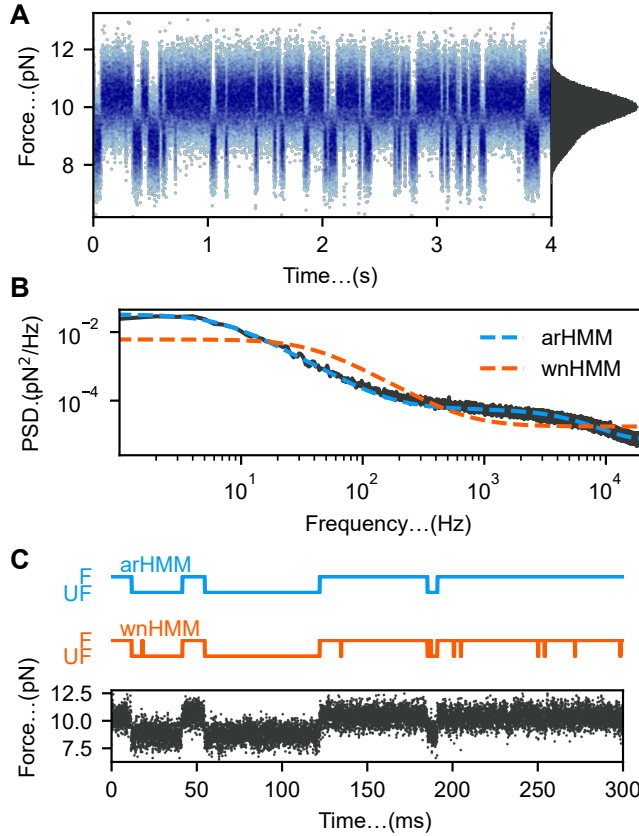 A
Force...(pN)
12
10
8
0
1
2
3
4
Time...(s)
B
PSD.(pN²/Hz)
10⁻²
10⁻⁴
arHMM
wnHMM
10¹
10²
10³
10⁴
Frequency...(Hz)
C
arHMM
F
UF
wnHMM
F
UF
Force...(pN)
12.5
10.0
7.5
0
50
100
150
200
250
300
Time...(ms)